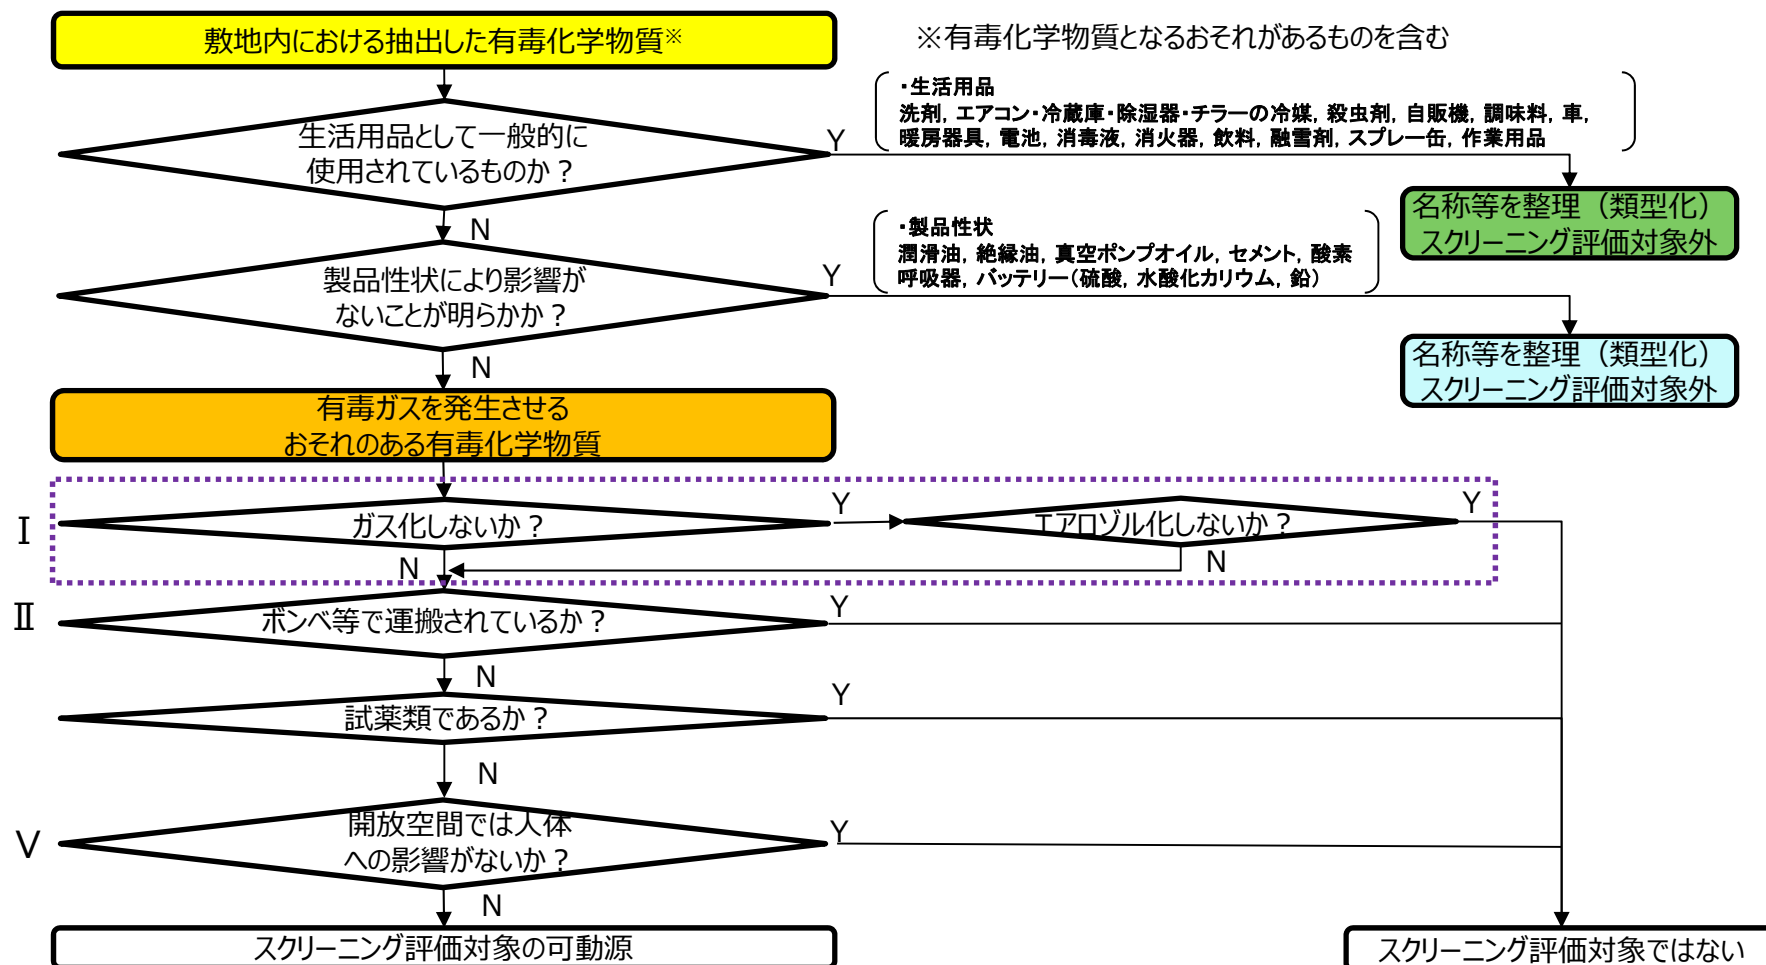 敷地内における抽出した有毒化学物質※
※有毒化学物質となるおそれがあるものを含む
・生活用品
洗剤，エアコン・冷蔵庫・除湿器・チラーの冷媒，殺虫剤，自販機，調味料，車，
暖房器具，電池，消毒液，消火器，飲料，融雪剤，スプレー缶，作業用品
生活用品として一般的に
使用されているものか？
Y
N
名称等を整理（類型化）
スクリーニング評価対象外
・製品性状
潤滑油，絶縁油，真空ポンプオイル，セメント，酸素
呼吸器，バッテリー（硫酸，水酸化カリウム，鉛）
製品性状により影響が
ないことが明らかか？
Y
N
名称等を整理（類型化）
スクリーニング評価対象外
有毒ガスを発生させる
おそれのある有毒化学物質
Ⅰ
ガス化しないか？
Y
N
エアロゾル化しないか？
Y
N
Ⅱ
ボンベ等で運搬されているか？
Y
N
試薬類であるか？
Y
N
Ⅴ
開放空間では人体
への影響がないか？
Y
N
スクリーニング評価対象の可動源
スクリーニング評価対象ではない